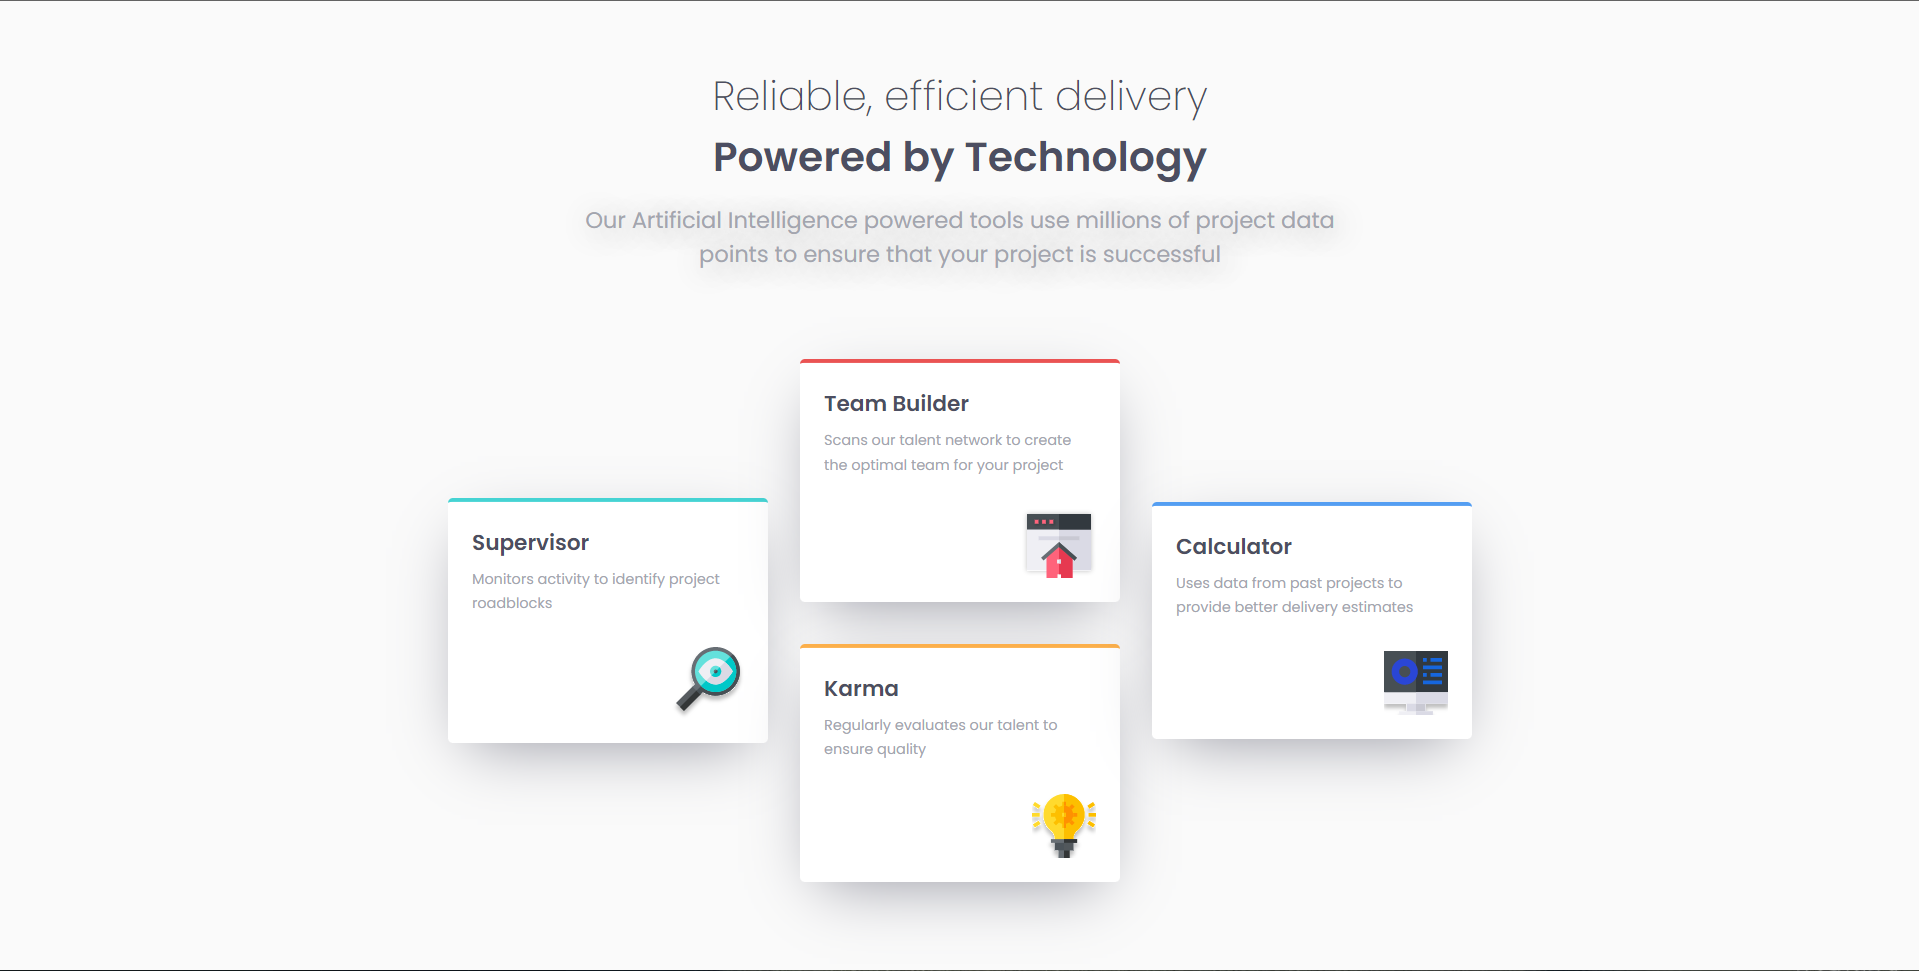 Reliable, efficient delivery
Powered by Technology
Our Artificial Intelligence powered tools use millions of project data
points to ensure that your project is successful
Supervisor
Monitors activity to identify project
roadblocks
Team Builder
Scans our talent network to create
the optimal team for your project
Karma
Regularly evaluates our talent to
ensure quality
Calculator
Uses data from past projects to
provide better delivery estimates